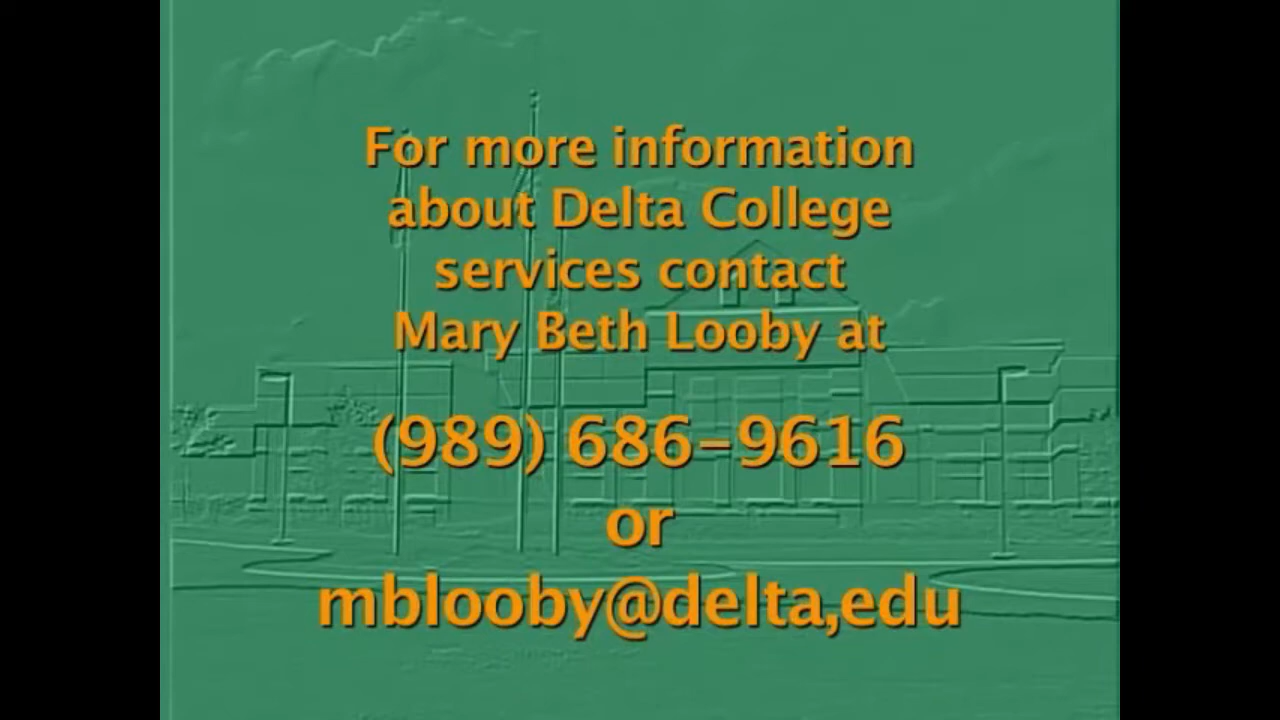 For more information
about Delta College
services contact
Mary Beth Looby at
(989) 686-9616
or
mblooby@delta,edu